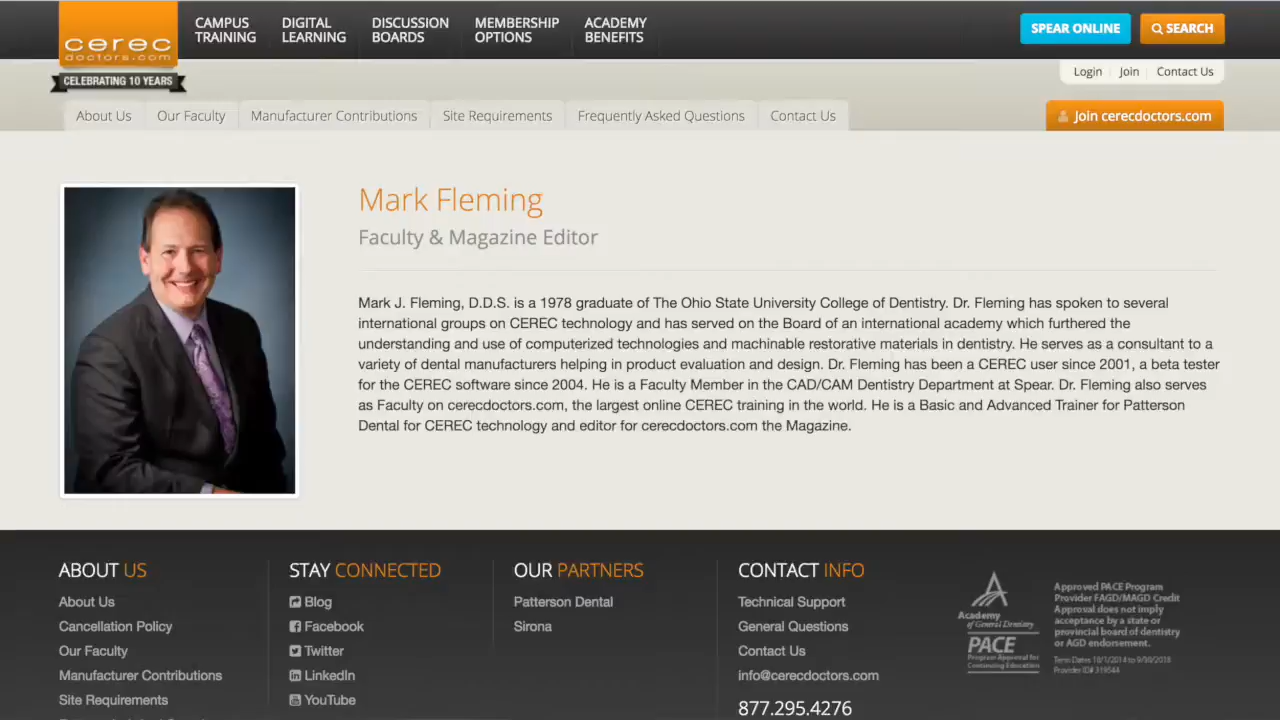 cerec
doctors.com
CELEBRATING 10 YEARS
CAMPUS
TRAINING
DIGITAL
LEARNING
DISCUSSION
BOARDS
MEMBERSHIP
OPTIONS
ACADEMY
BENEFITS
SPEAR ONLINE
SEARCH
Login
Join
Contact Us
About Us
Our Faculty
Manufacturer Contributions
Site Requirements
Frequently Asked Questions
Contact Us
Join cerecdoctors.com
Mark Fleming
Faculty & Magazine Editor
Mark J. Fleming, D.D.S. is a 1978 graduate of The Ohio State University College of Dentistry. Dr. Fleming has spoken to several
international groups on CEREC technology and has served on the Board of an international academy which furthered the
understanding and use of computerized technologies and machinable restorative materials in dentistry. He serves as a consultant to a
variety of dental manufacturers helping in product evaluation and design. Dr. Fleming has been a CEREC user since 2001, a beta tester
for the CEREC software since 2004. He is a Faculty Member in the CAD/CAM Dentistry Department at Spear. Dr. Fleming also serves
as Faculty on cerecdoctors.com, the largest online CEREC training in the world. He is a Basic and Advanced Trainer for Patterson
Dental for CEREC technology and editor for cerecdoctors.com the Magazine.
ABOUT US
About Us
Cancellation Policy
Our Faculty
Manufacturer Contributions
Site Requirements
STAY CONNECTED
Blog
Facebook
Twitter
LinkedIn
YouTube
OUR PARTNERS
Patterson Dental
Sirona
CONTACT INFO
Technical Support
General Questions
Contact Us
info@cerecdoctors.com
877.295.4276
Academy
of General Dentistry
PACE
Program Approval for
Continuing Education
Approved PACE Program
Provider FAGD/MAGD Credit
Approval does not imply
acceptance by a state or
provincial board of dentistry
or AGD endorsement.
Term Dates 10/1/2014 to 9/30/2018
Provider ID# 319544